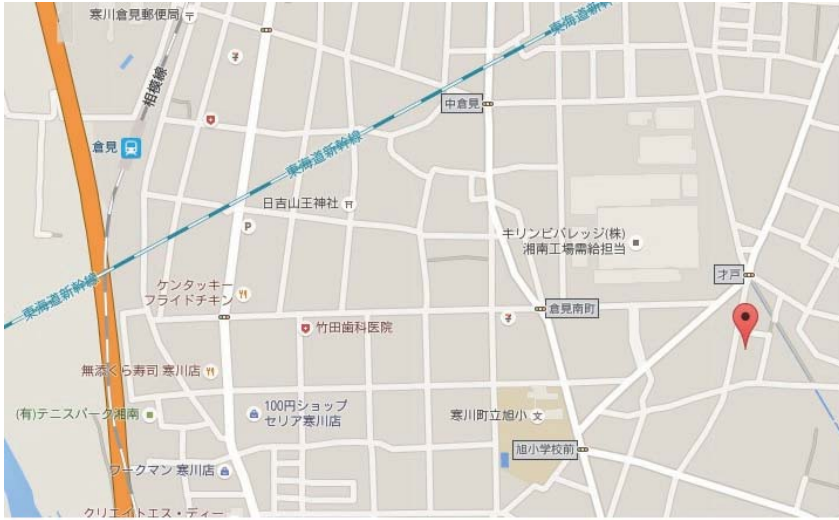 寒川倉見郵便局
相模線
東海道新幹線
中倉見
倉見
東海道新幹線
日吉山王神社
P
キリンビバレッジ(株)
湘南工場需給担当
才戸
ケンタッキー
フライドチキン
東海道新幹線
倉見南町
竹田歯科医院
無添くら寿司 寒川店
100円ショップ
セリア寒川店
(有)テニスパーク湘南
寒川町立旭小
文
旭小学校前
ワークマン 寒川店
クリエイトエス・ディー